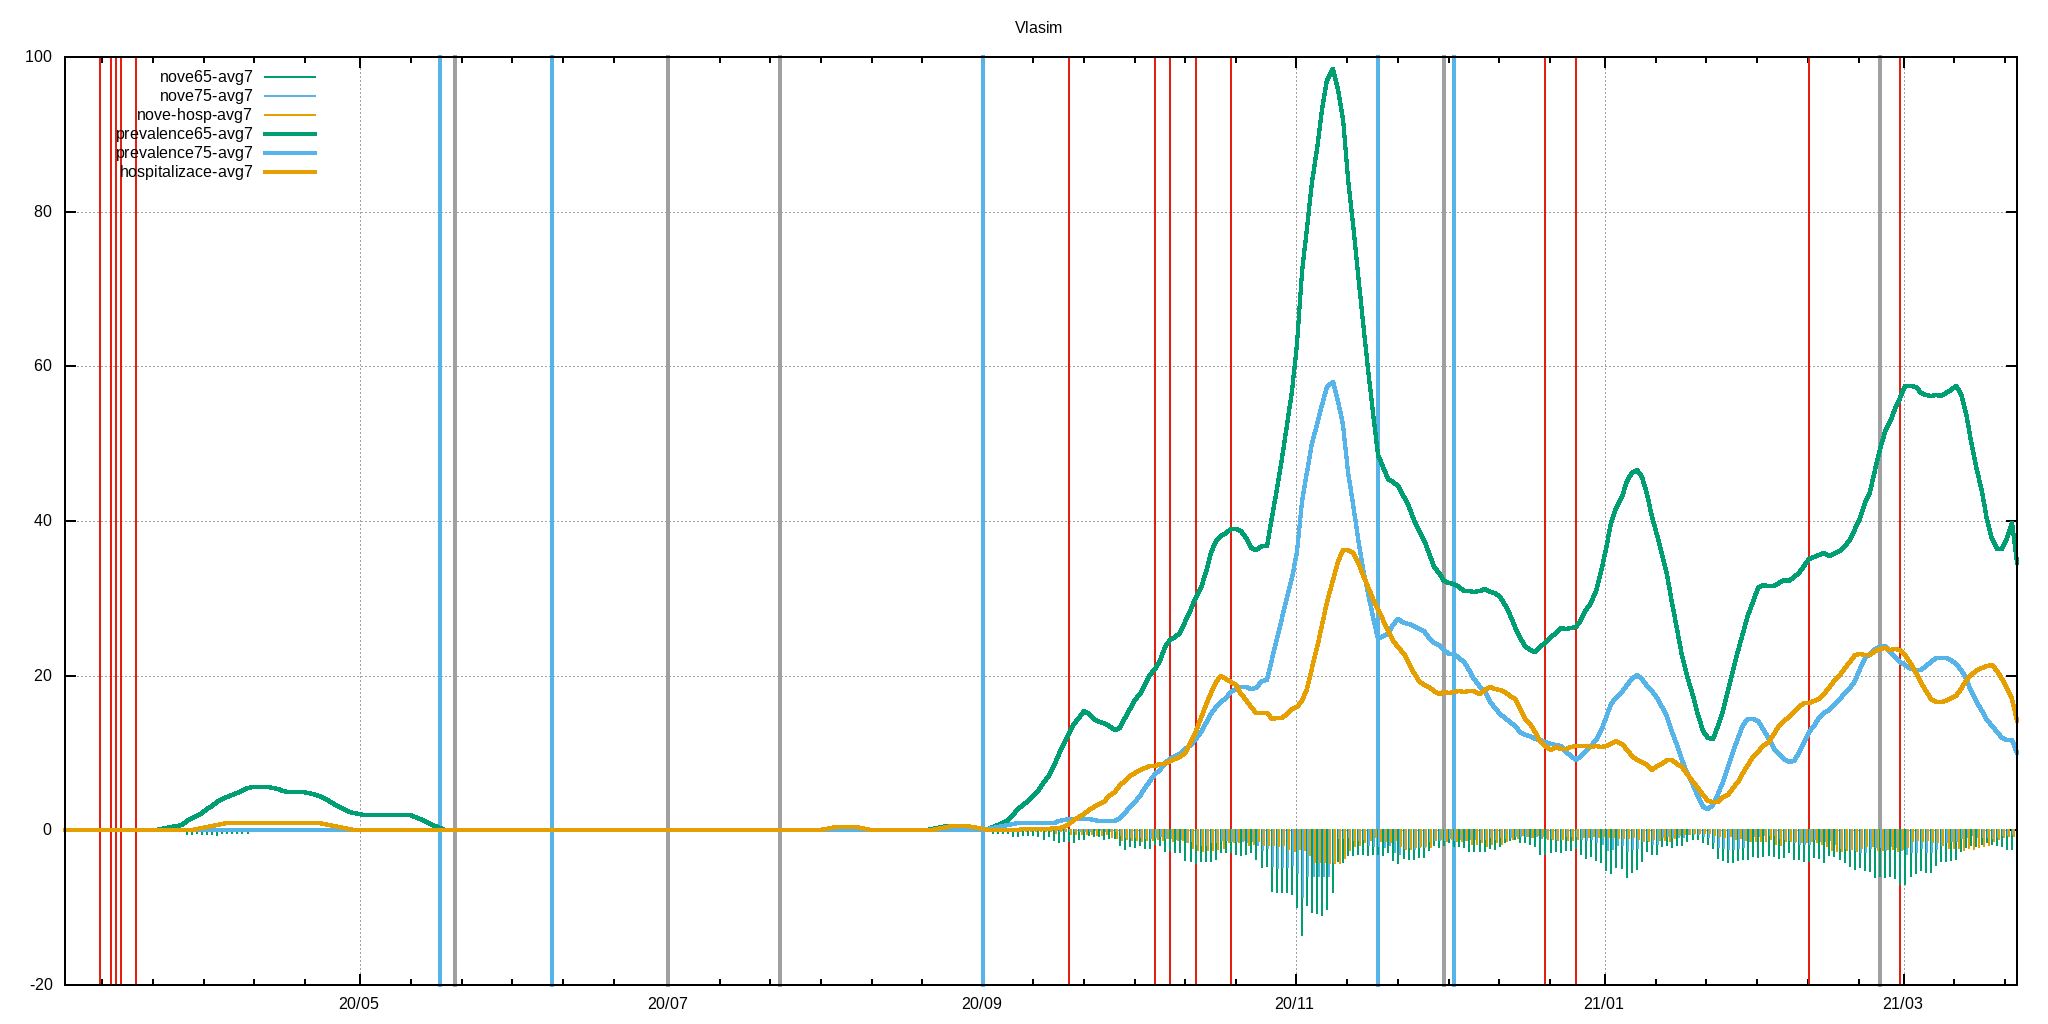 Vlasim
100
nove65-avg7
nove75-avg7
nove-hosp-avg7
prevalence65-avg7
prevalence75-avg7
hospitalizace-avg7
80
60
40
20
0
-20
20/05
20/07
20/09
20/11
21/01
21/03